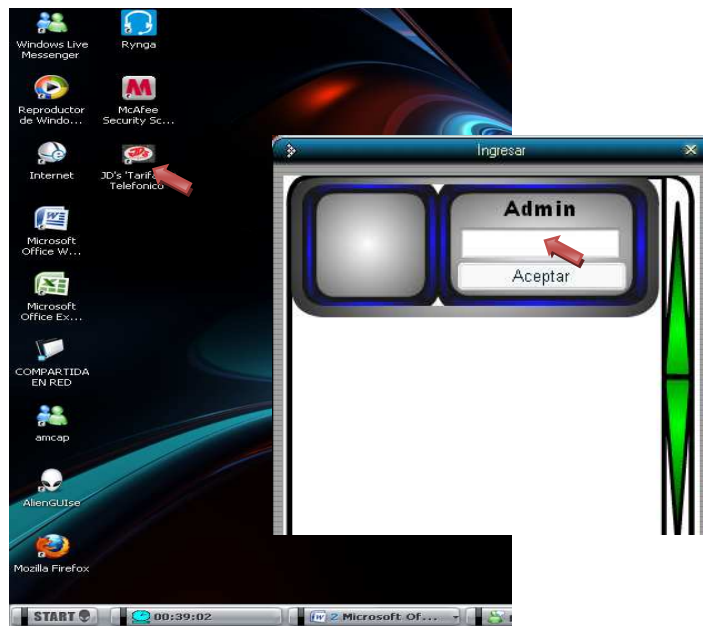 Windows Live
Messenger
Rynga
Reproductor
de Windo...
McAfee
Security Sc...
Internet
JD's 'Tarif
Telefonico
Microsoft
Office W...
Microsoft
Office Ex...
COMPARTIDA
EN RED
amcap
AlienGUIse
Mozilla Firefox
Ingresar
Admin
Aceptar
START
00:39:02
2 Microsoft Of...